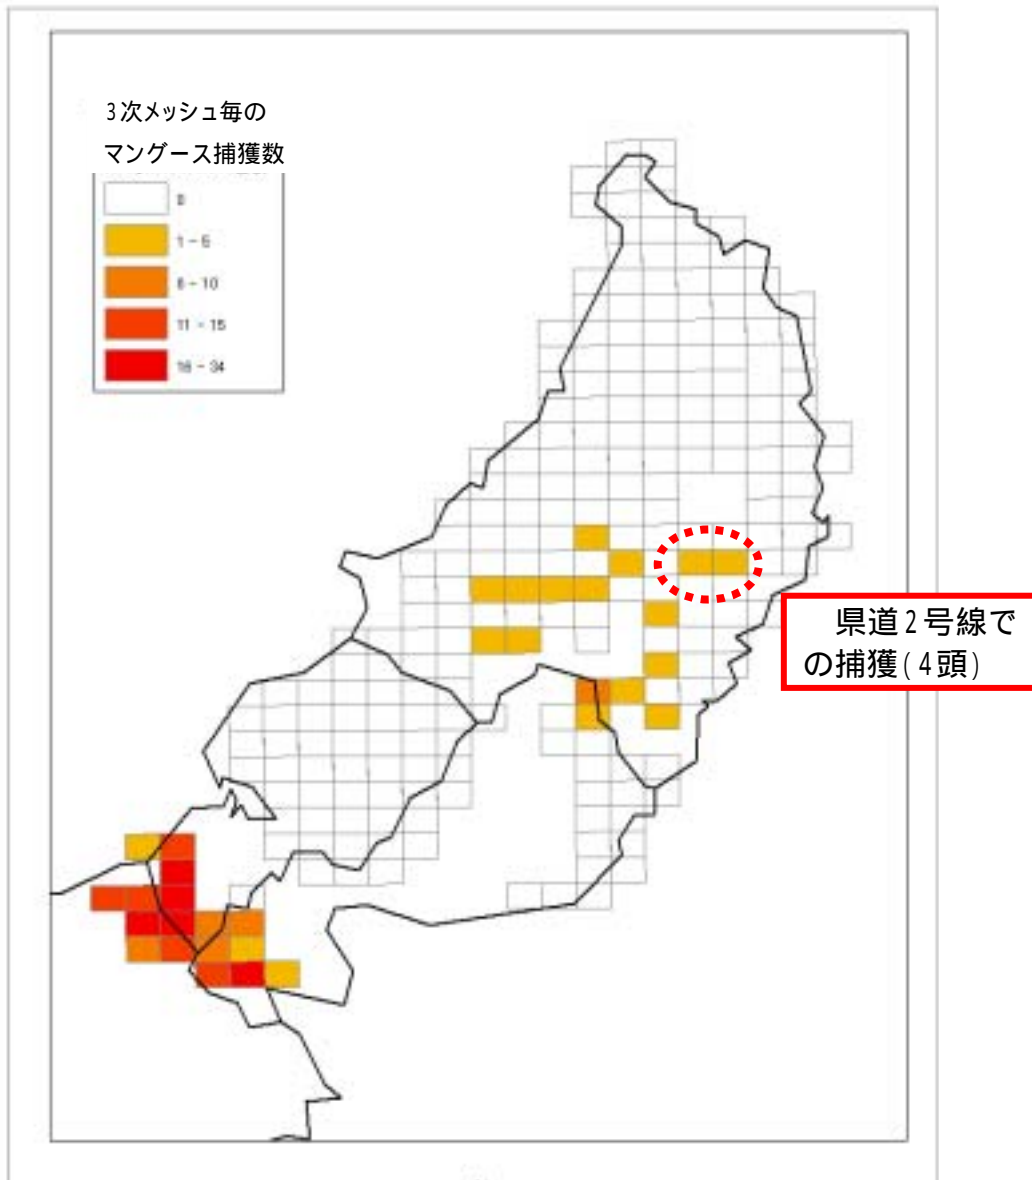 3次メッシュ毎の
マングース捕獲数
0
1 - 5
6 - 10
11 - 15
16 - 34
県道2号線で
の捕獲(4頭)